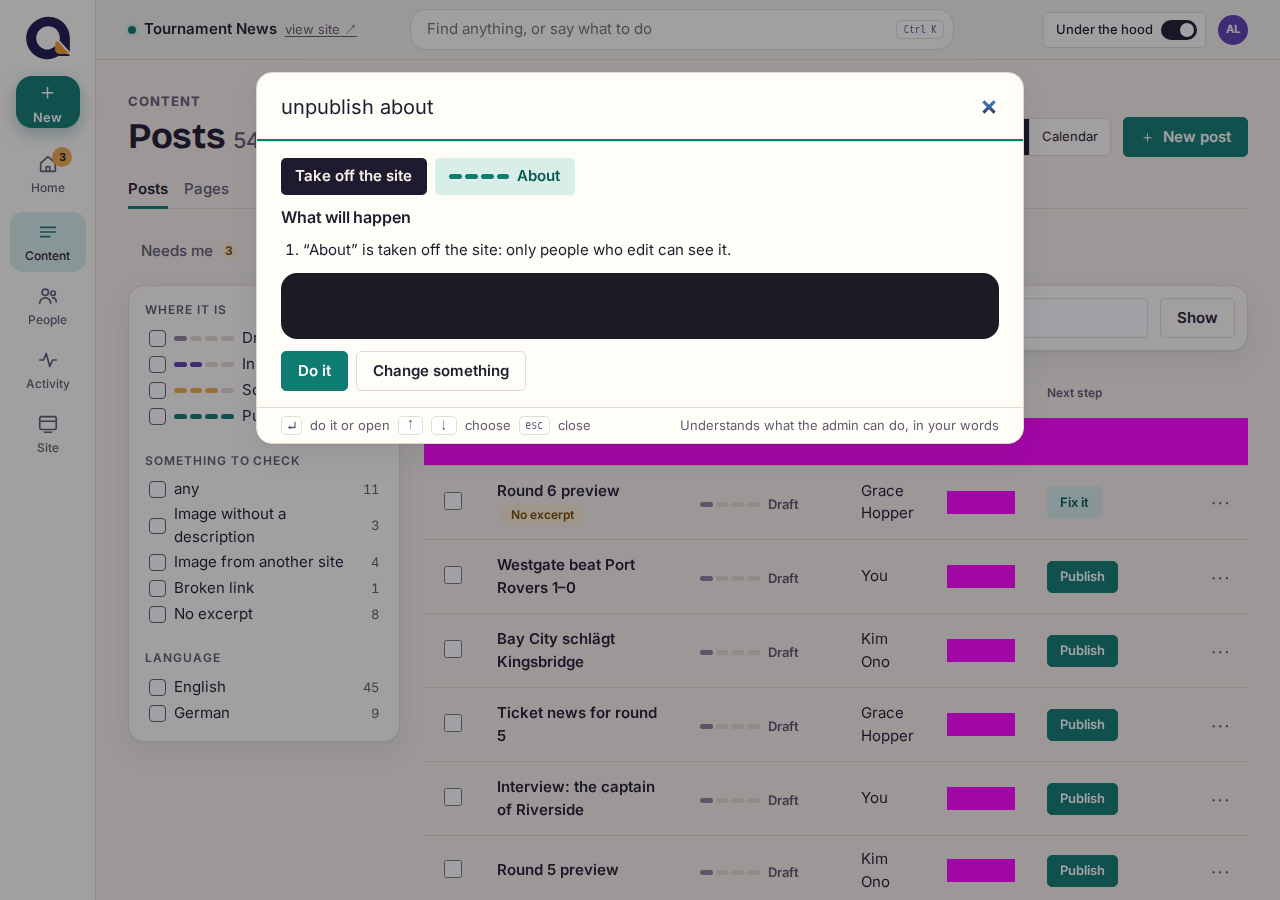 Tournament News view site ↗
Find anything, or say what to do
Ctrl K
Under the hood
AL
+
New
3
Home
Content
People
Activity
Site
CONTENT
Posts 54
Calendar
+ New post
Posts Pages
Needs me 3
unpublish about
×
Take off the site
About
What will happen
1. “About” is taken off the site: only people who edit can see it.
Do it
Change something
↵ do it or open ↑ ↓ choose esc close
Understands what the admin can do, in your words
WHERE IT IS
SOMETHING TO CHECK
any 11
Image without a
description 3
Image from another site 4
Broken link 1
No excerpt 8
LANGUAGE
English 45
German 9
Show
Next step
Round 6 preview
No excerpt
Draft
Grace
Hopper
Fix it
...
Westgate beat Port
Rovers 1–0
Draft
You
Publish
...
Bay City schlägt
Kingsbridge
Draft
Kim
Ono
Publish
...
Ticket news for round
5
Draft
Grace
Hopper
Publish
...
Interview: the captain
of Riverside
Draft
You
Publish
...
Round 5 preview
Draft
Kim
Ono
Publish
...